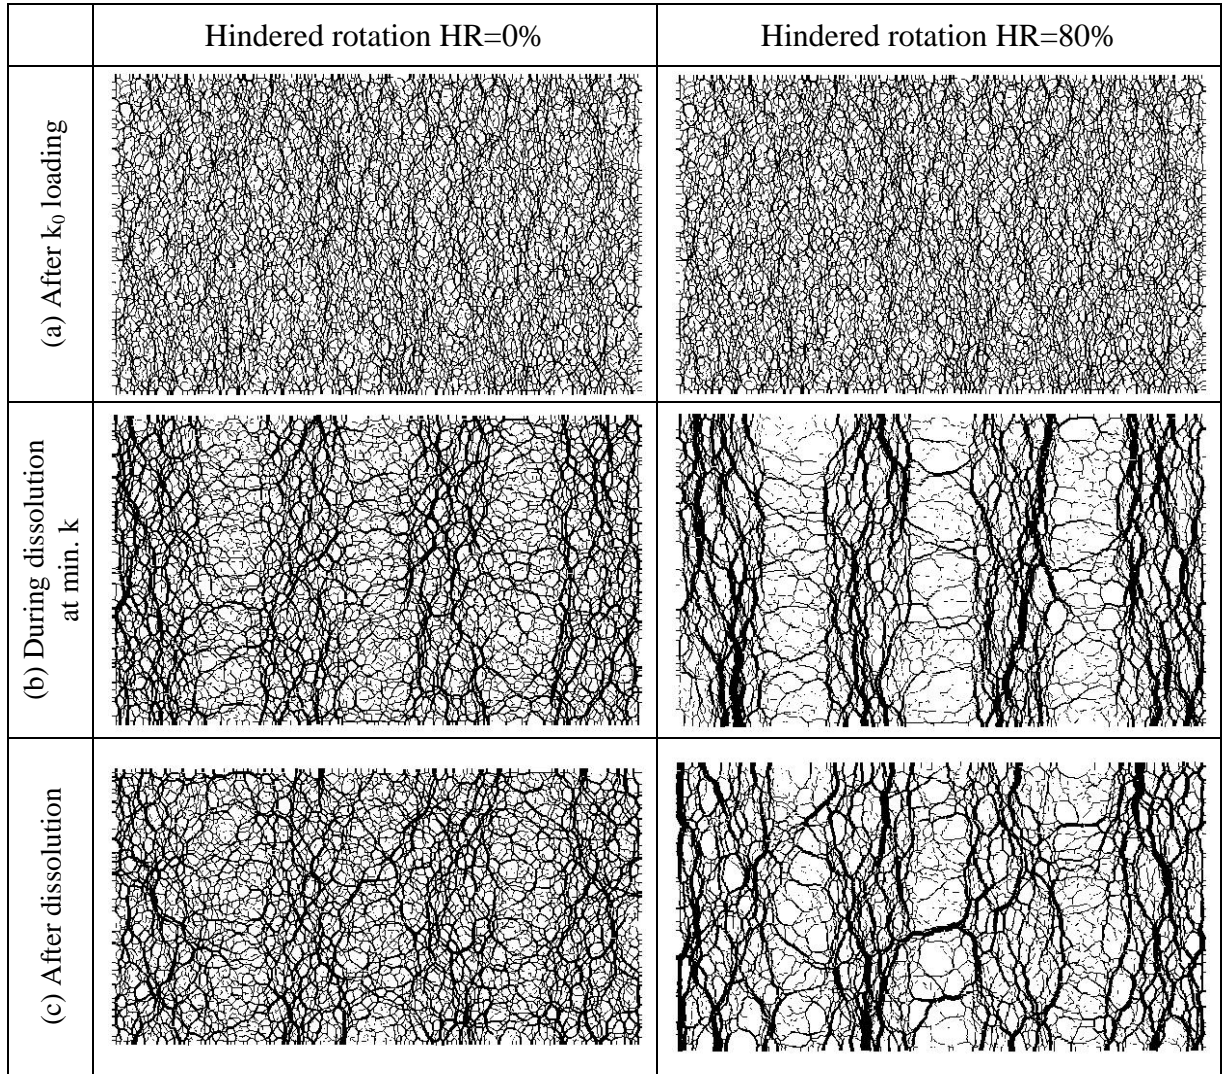 Hindered rotation HR=0%
Hindered rotation HR=80%
(a) After k₀ loading
(b) During dissolution
at min. k
(c) After dissolution